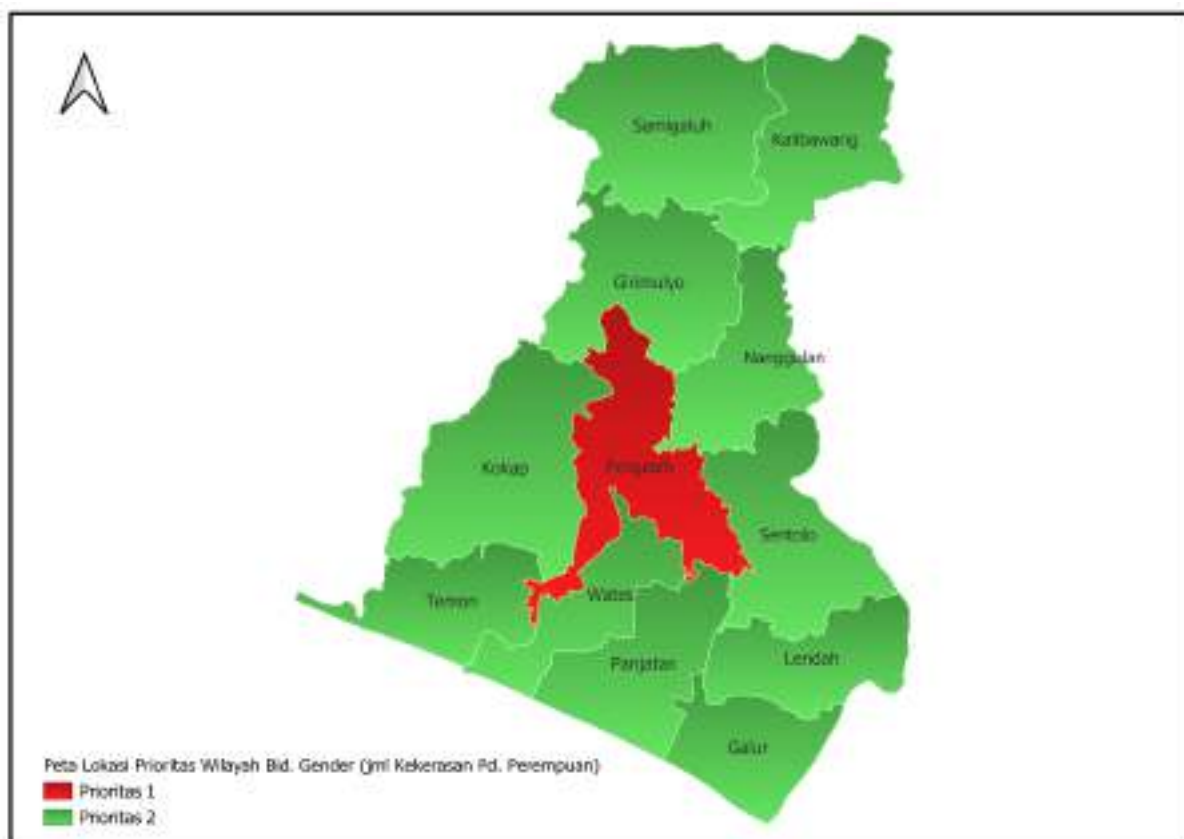 Samigaluh
Kalibawang
Girimulyo
Nanggulan
Kokap
Pengasih
Sentolo
Temon
Wates
Panjatan
Lendah
Galur
Peta Lokasi Prioritas Wilayah Bid. Gender (jml Kekerasan Pd. Perempuan)
Prioritas 1
Prioritas 2